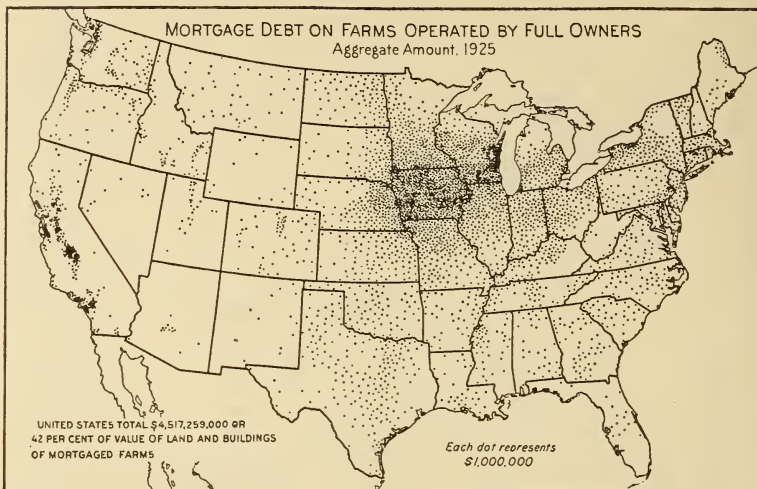 MORTGAGE DEBT ON FARMS OPERATED BY FULL OWNERS
Aggregate Amount, 1925
UNITED STATES TOTAL $4,517,259,000 OR
42 PER CENT OF VALUE OF LAND AND BUILDINGS
OF MORTGAGED FARMS
Each dot represents
$1,000,000